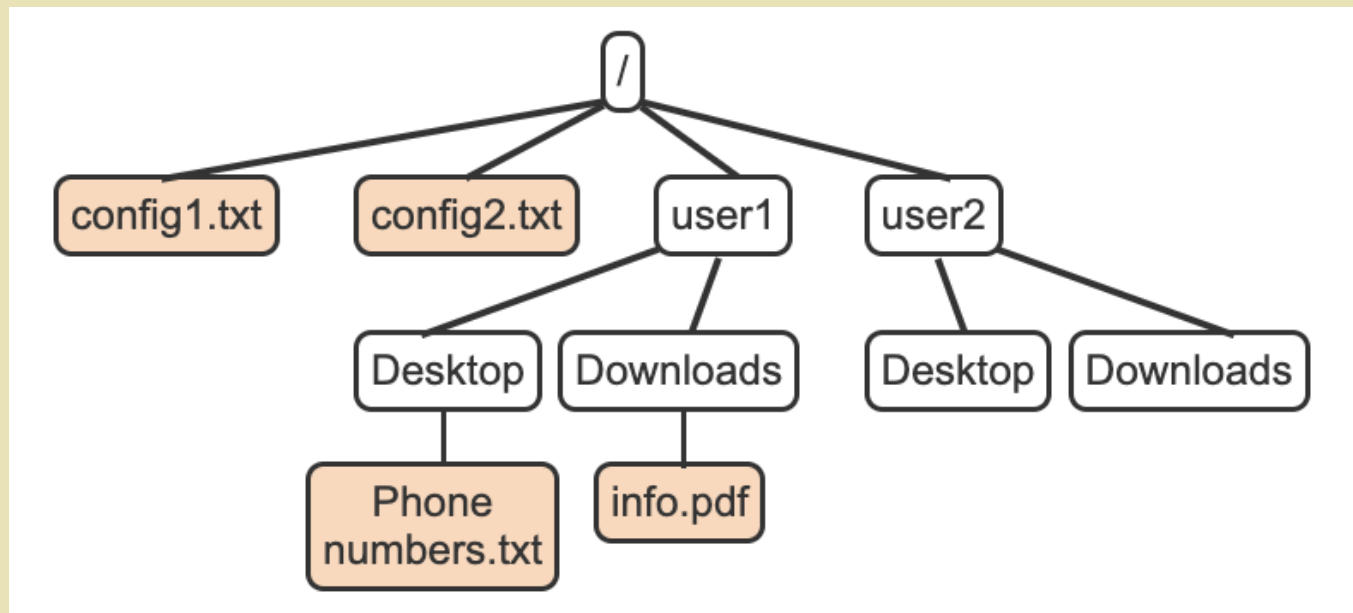 /
config1.txt
config2.txt
user1
user2
Desktop
Downloads
Desktop
Downloads
Phone
numbers.txt
info.pdf